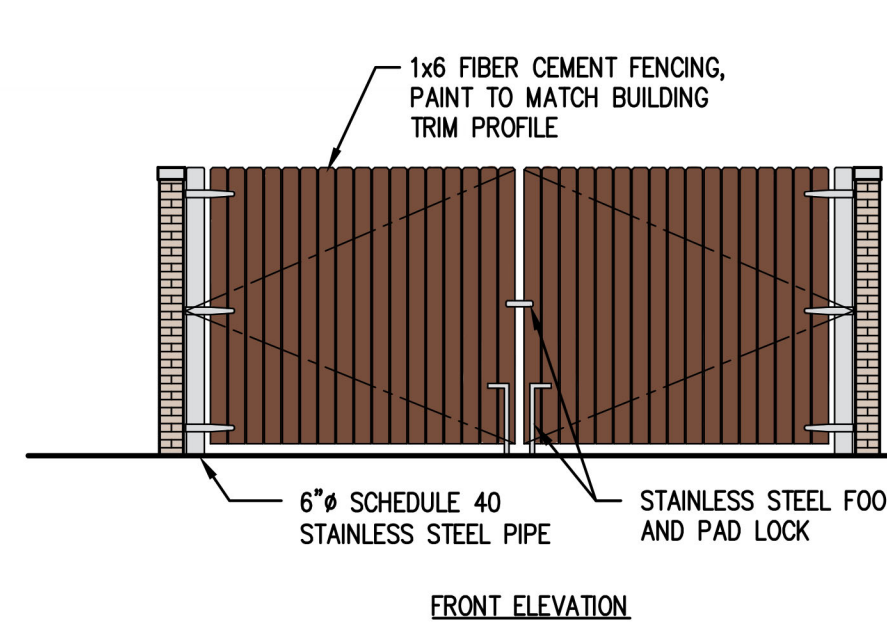 1x6 FIBER CEMENT FENCING,
PAINT TO MATCH BUILDING
TRIM PROFILE
6"ø SCHEDULE 40
STAINLESS STEEL PIPE
STAINLESS STEEL FOO
AND PAD LOCK
FRONT ELEVATION